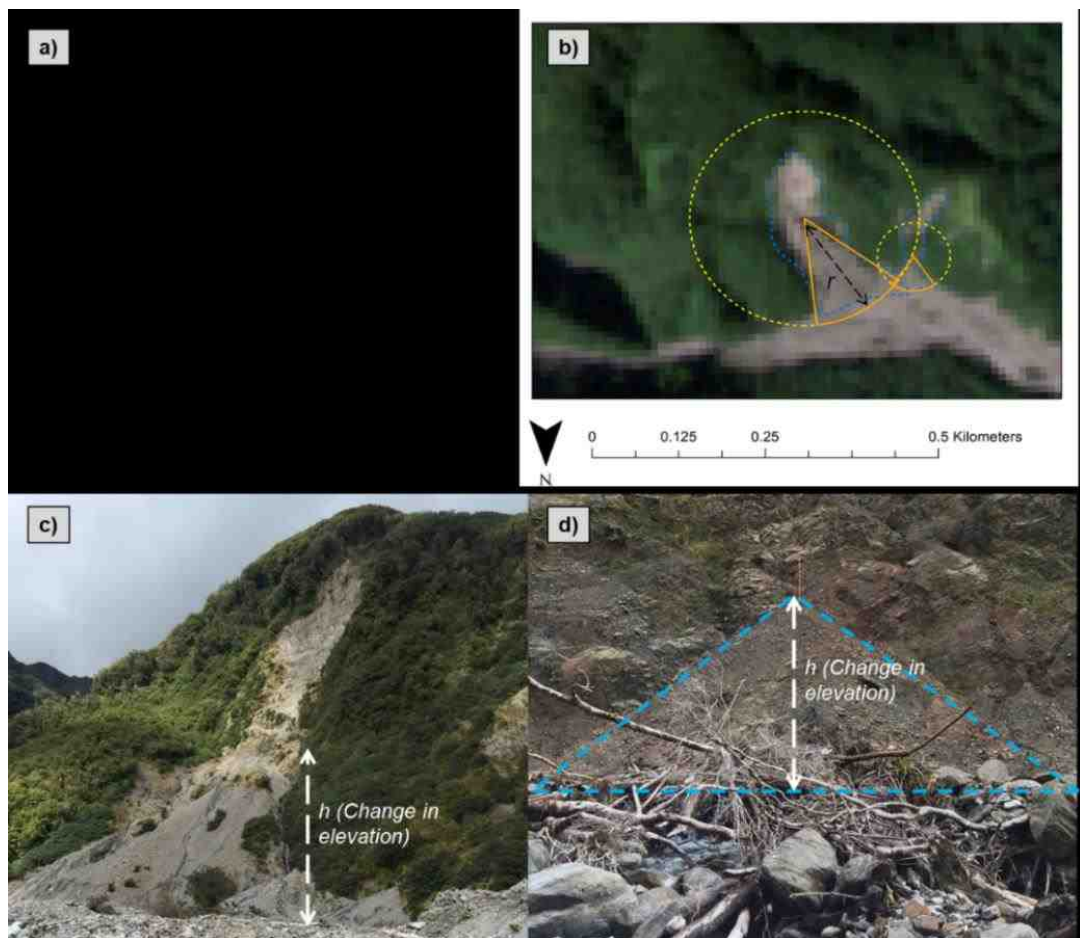 a)
b)
r
N
0 0.125 0.25 0.5 Kilometers
c)
h (Change in
elevation)
d)
h (Change in
elevation)